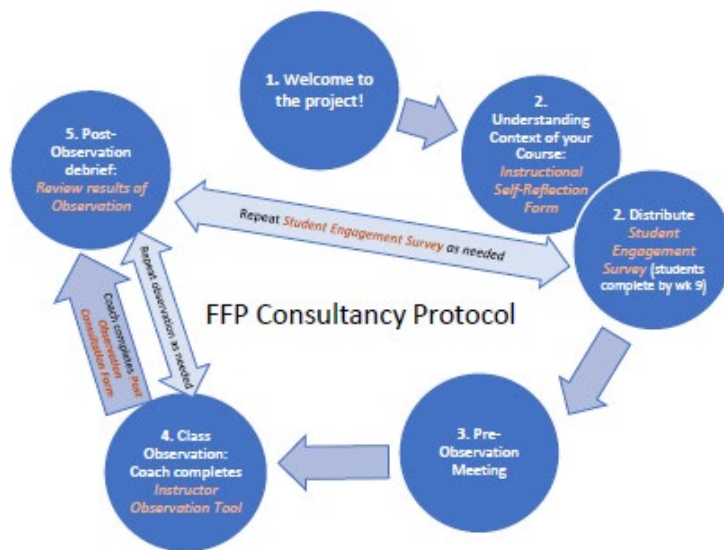 1. Welcome to
the project!
2.
Understanding
Context of your
Course:
Instructional
Self-Reflection
Form
2. Distribute
Student
Engagement
Survey (students
complete by wk 9)
3. Pre-
Observation
Meeting
4. Class
Observation:
Coach completes
Instructor
Observation Tool
Coach completes Post
Observation
Consultation Form
5. Post-
Observation
debrief:
Review results of
Observation
Repeat observation as needed
Repeat Student Engagement Survey as needed
FFP Consultancy Protocol